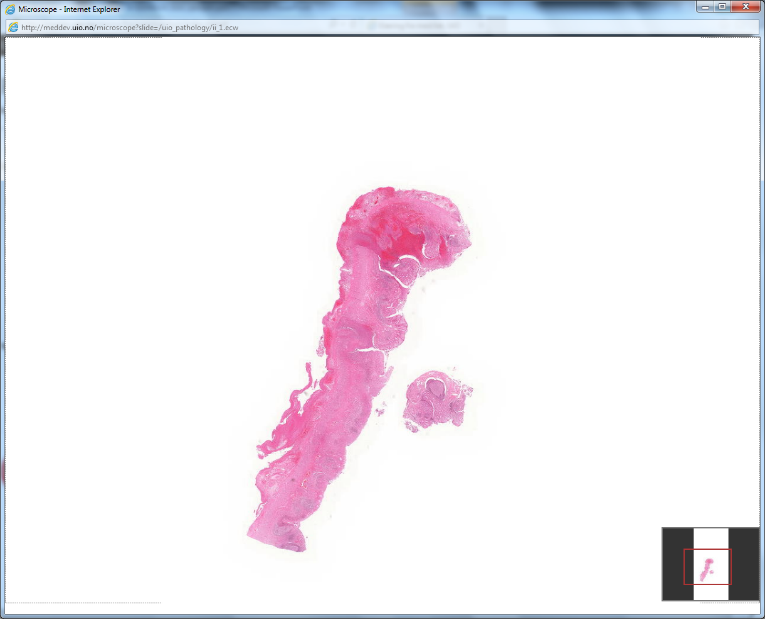 Microscope - Internet Explorer
http://meddev.uio.no/microscope?slide=/uio_pathology/ii_1.ecw